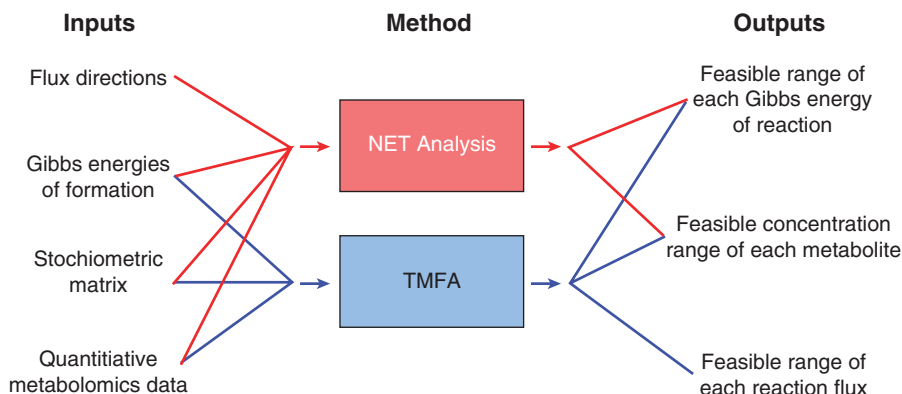 Inputs
Method
Outputs
Flux directions
Gibbs energies
of formation
Stochiometric
matrix
Quantitiative
metabolomics data
NET Analysis
TMFA
Feasible range of
each Gibbs energy
of reaction
Feasible concentration
range of each metabolite
Feasible range of
each reaction flux